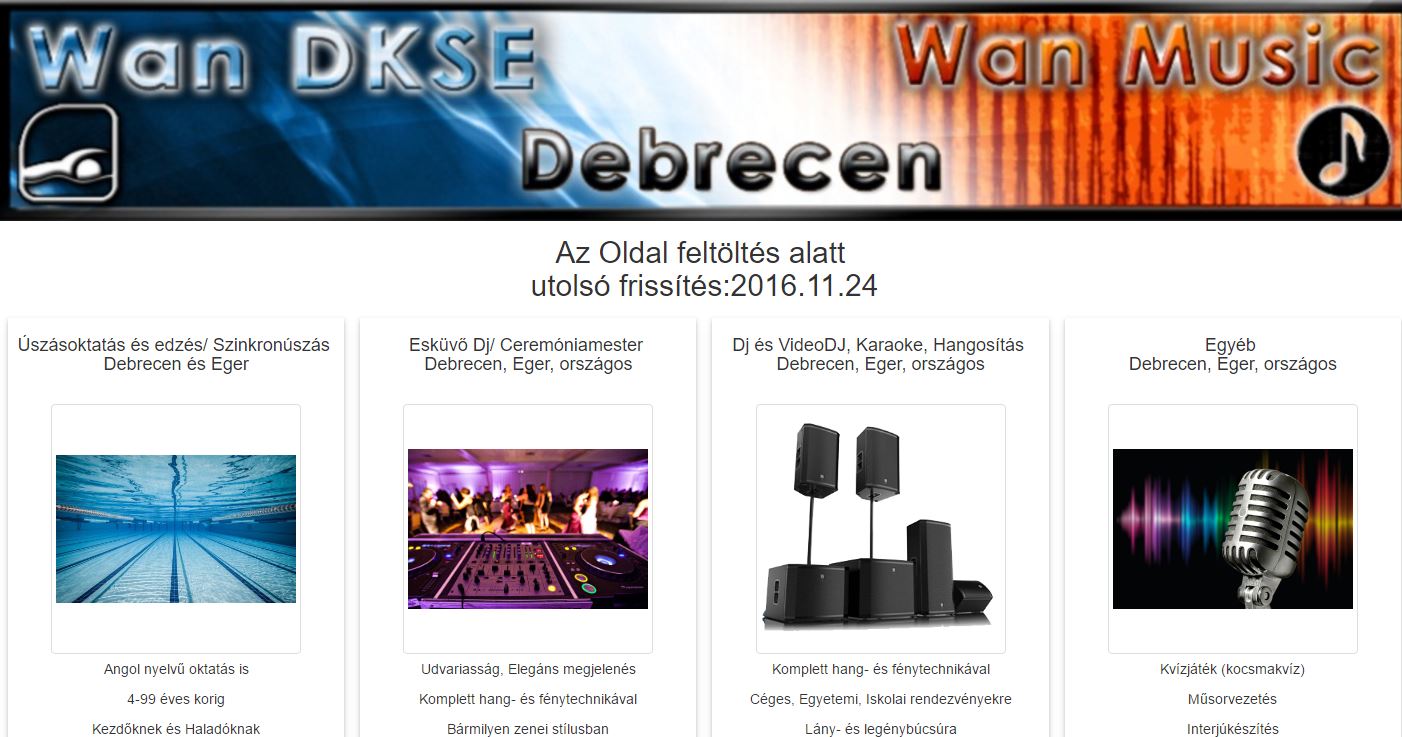 Wan DKSE
Wan Music
Debrecen
Az Oldal feltöltés alatt
utolsó frissítés:2016.11.24
Úszásoktatás és edzés/ Szinkronúszás
Debrecen és Eger
Angol nyelvű oktatás is
4-99 éves korig
Kezdőknek és Haladóknak
Esküvő Dj/ Ceremóniamester
Debrecen, Eger, országos
Udvariasság, Elegáns megjelenés
Komplett hang- és fénytechnikával
Bármilyen zenei stílusban
Dj és VideoDJ, Karaoke, Hangosítás
Debrecen, Eger, országos
Komplett hang- és fénytechnikával
Céges, Egyetemi, Iskolai rendezvényekre
Lány- és legénybúcsúra
Egyéb
Debrecen, Eger, országos
Kvízjáték (kocsmakvíz)
Műsorvezetés
Interjúkészítés